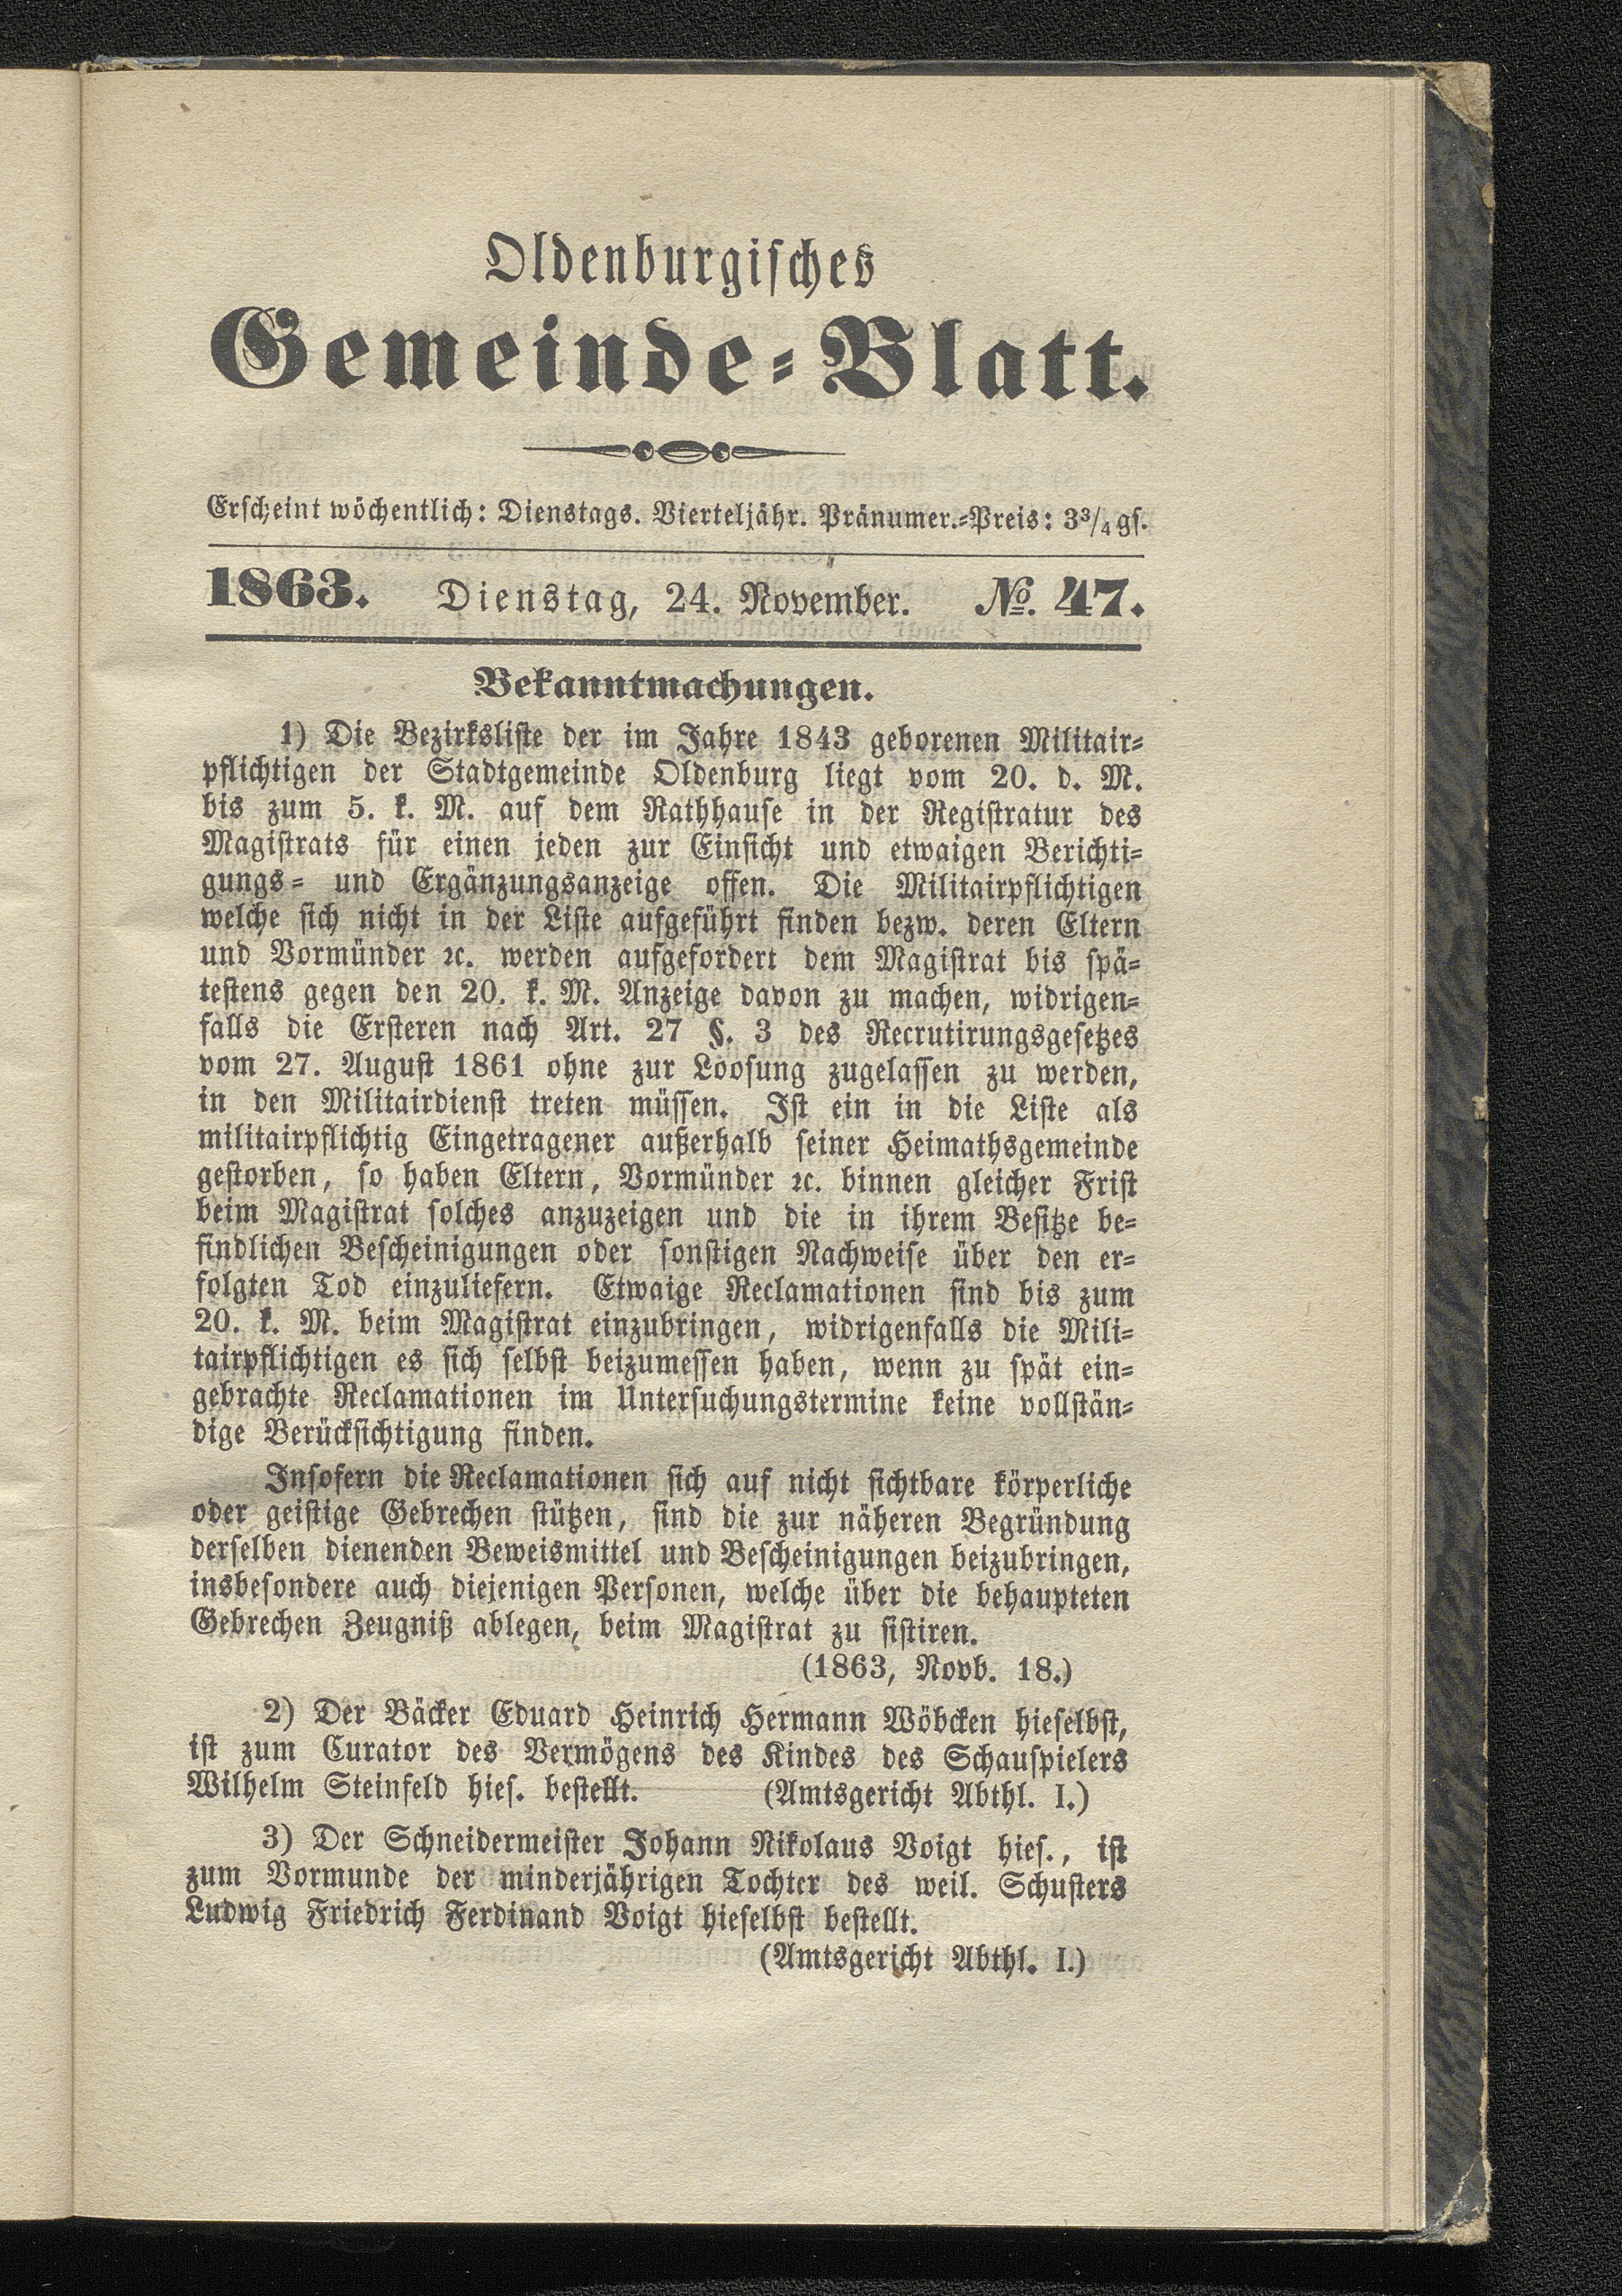 Oldenburgisches
Gemeinde-Blatt.
Erscheint wöchentlich: Dienstags. Vierteljähr. Pränumer.-Preis: 3¾ gs.
1863. Dienstag, 24. November. №. 47.
Bekanntmachungen.
1) Die Bezirksliste der im Jahre 1843 geborenen Militair-
pflichtigen der Stadtgemeinde Oldenburg liegt vom 20. d. M.
bis zum 5. k. M. auf dem Rathhause in der Registratur des
Magistrats für einen jeden zur Einsicht und etwaigen Berichti-
gungs- und Ergänzungsanzeige offen. Die Militairpflichtigen
welche sich nicht in der Liste aufgeführt finden bezw. deren Eltern
und Vormünder ꝛc. werden aufgefordert dem Magistrat bis spä-
testens gegen den 20. k. M. Anzeige davon zu machen, widrigen-
falls die Ersteren nach Art. 27 §. 3 des Recrutirungsgesetzes
vom 27. August 1861 ohne zur Loosung zugelassen zu werden,
in den Militairdienst treten müssen. Ist ein in die Liste als
militairpflichtig Eingetragener außerhalb seiner Heimathsgemeinde
gestorben, so haben Eltern, Vormünder ꝛc. binnen gleicher Frist
beim Magistrat solches anzuzeigen und die in ihrem Besitze be-
findlichen Bescheinigungen oder sonstigen Nachweise über den er-
folgten Tod einzuliefern. Etwaige Reclamationen sind bis zum
20. k. M. beim Magistrat einzubringen, widrigenfalls die Mili-
tairpflichtigen es sich selbst beizumessen haben, wenn zu spät ein-
gebrachte Reclamationen im Untersuchungstermine keine vollstän-
dige Berücksichtigung finden.
Insofern die Reclamationen sich auf nicht sichtbare körperliche
oder geistige Gebrechen stützen, sind die zur näheren Begründung
derselben dienenden Beweismittel und Bescheinigungen beizubringen,
insbesondere auch diejenigen Personen, welche über die behaupteten
Gebrechen Zeugniß ablegen, beim Magistrat zu sistiren.
(1863, Novb. 18.)
2) Der Bäcker Eduard Heinrich Hermann Wöbcken hieselbst,
ist zum Curator des Vermögens des Kindes des Schauspielers
Wilhelm Steinfeld hies. bestellt. (Amtsgericht Abthl. I.)
3) Der Schneidermeister Johann Nikolaus Voigt hies., ist
zum Vormunde der minderjährigen Tochter des weil. Schusters
Ludwig Friedrich Ferdinand Voigt hieselbst bestellt.
(Amtsgericht Abthl. I.)